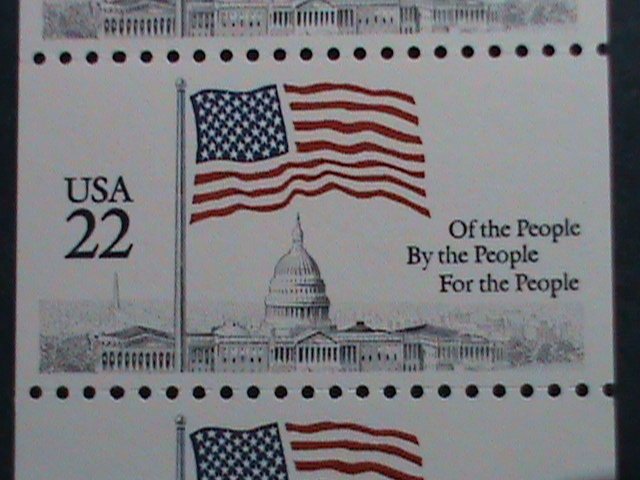 USA
22
Of the People
By the People
For the People